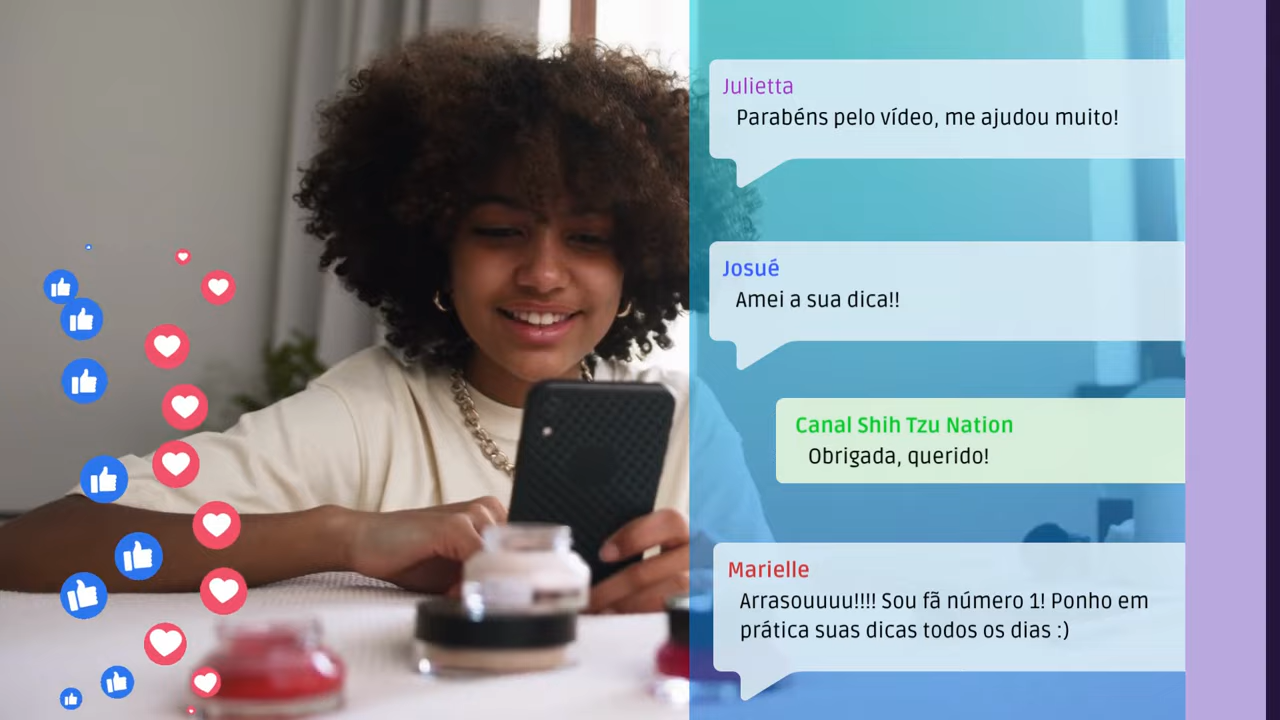 Julietta
Parabéns pelo vídeo, me ajudou muito!
Josué
Amei a sua dica!!
Canal Shih Tzu Nation
Obrigada, querido!
Marielle
Arrasouuuu!!!! Sou fã número 1! Ponho em
prática suas dicas todos os dias :)